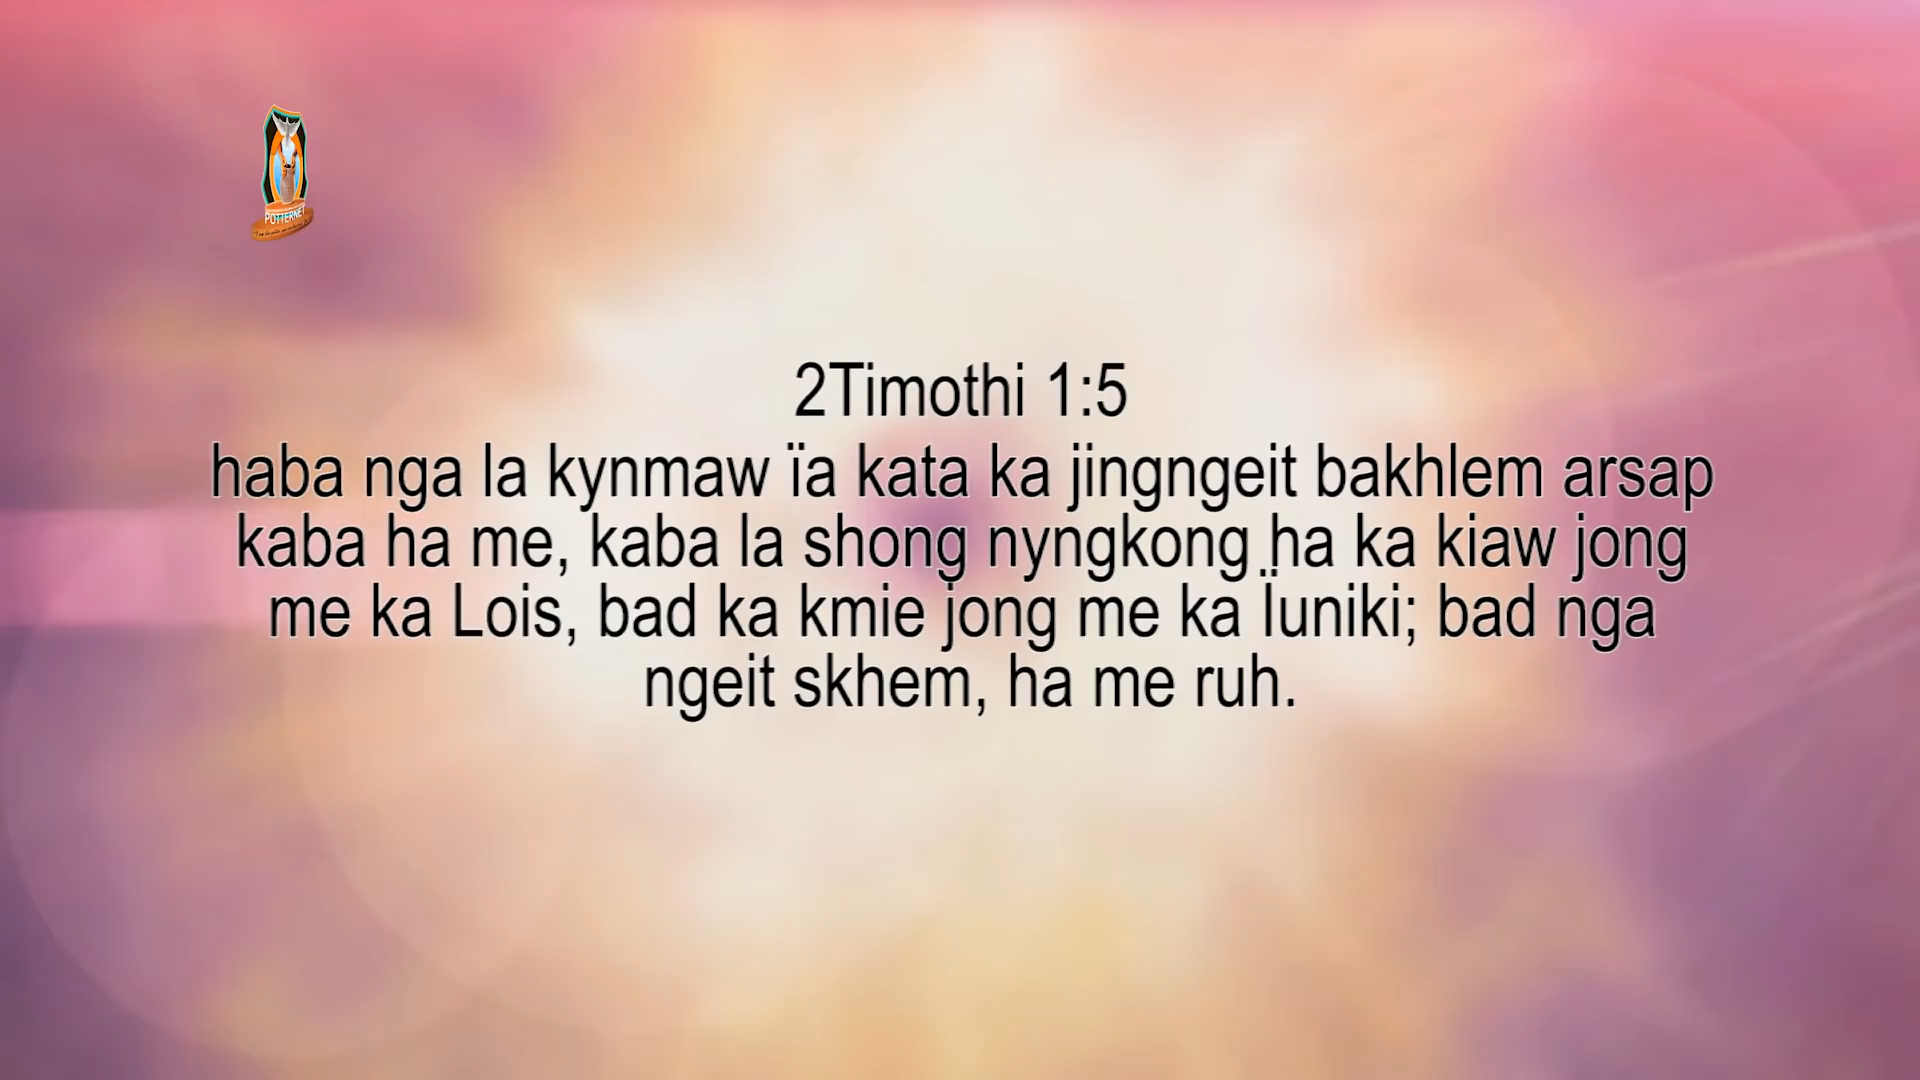 POTTERNET
2Timothi 1:5
haba nga la kynmaw ïa kata ka jingngeit bakhlem arsap
kaba ha me, kaba la shong nyngkong ha ka kiaw jong
me ka Lois, bad ka kmie jong me ka Ïuniki; bad nga
ngeit skhem, ha me ruh.